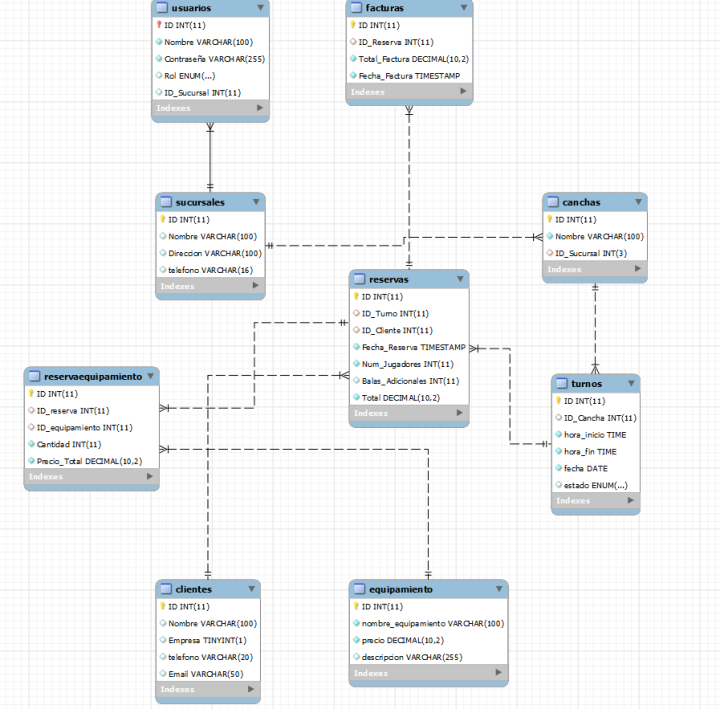 usuarios
ID INT(11)
Nombre VARCHAR(100)
Contraseña VARCHAR(255)
Rol ENUM(...)
ID_Sucursal INT(11)
Indexes
facturas
ID INT(11)
ID_Reserva INT(11)
Total_Factura DECIMAL(10,2)
Fecha_Factura TIMESTAMP
Indexes
sucursales
ID INT(11)
Nombre VARCHAR(100)
Direccion VARCHAR(100)
telefono VARCHAR(16)
Indexes
canchas
ID INT(11)
Nombre VARCHAR(100)
ID_Sucursal INT(3)
Indexes
reservas
ID INT(11)
ID_Turno INT(11)
ID_Cliente INT(11)
Fecha_Reserva TIMESTAMP
Num_Jugadores INT(11)
Balas_Adicionales INT(11)
Total DECIMAL(10,2)
Indexes
reservaequipamiento
ID INT(11)
ID_reserva INT(11)
ID_equipamiento INT(11)
Cantidad INT(11)
Precio_Total DECIMAL(10,2)
Indexes
turnos
ID INT(11)
ID_Cancha INT(11)
hora_inicio TIME
hora_fin TIME
fecha DATE
estado ENUM(...)
Indexes
clientes
ID INT(11)
Nombre VARCHAR(100)
Empresa TINYINT(1)
telefono VARCHAR(20)
Email VARCHAR(50)
Indexes
equipamiento
ID INT(11)
nombre_equipamiento VARCHAR(100)
precio DECIMAL(10,2)
descripcion VARCHAR(255)
Indexes